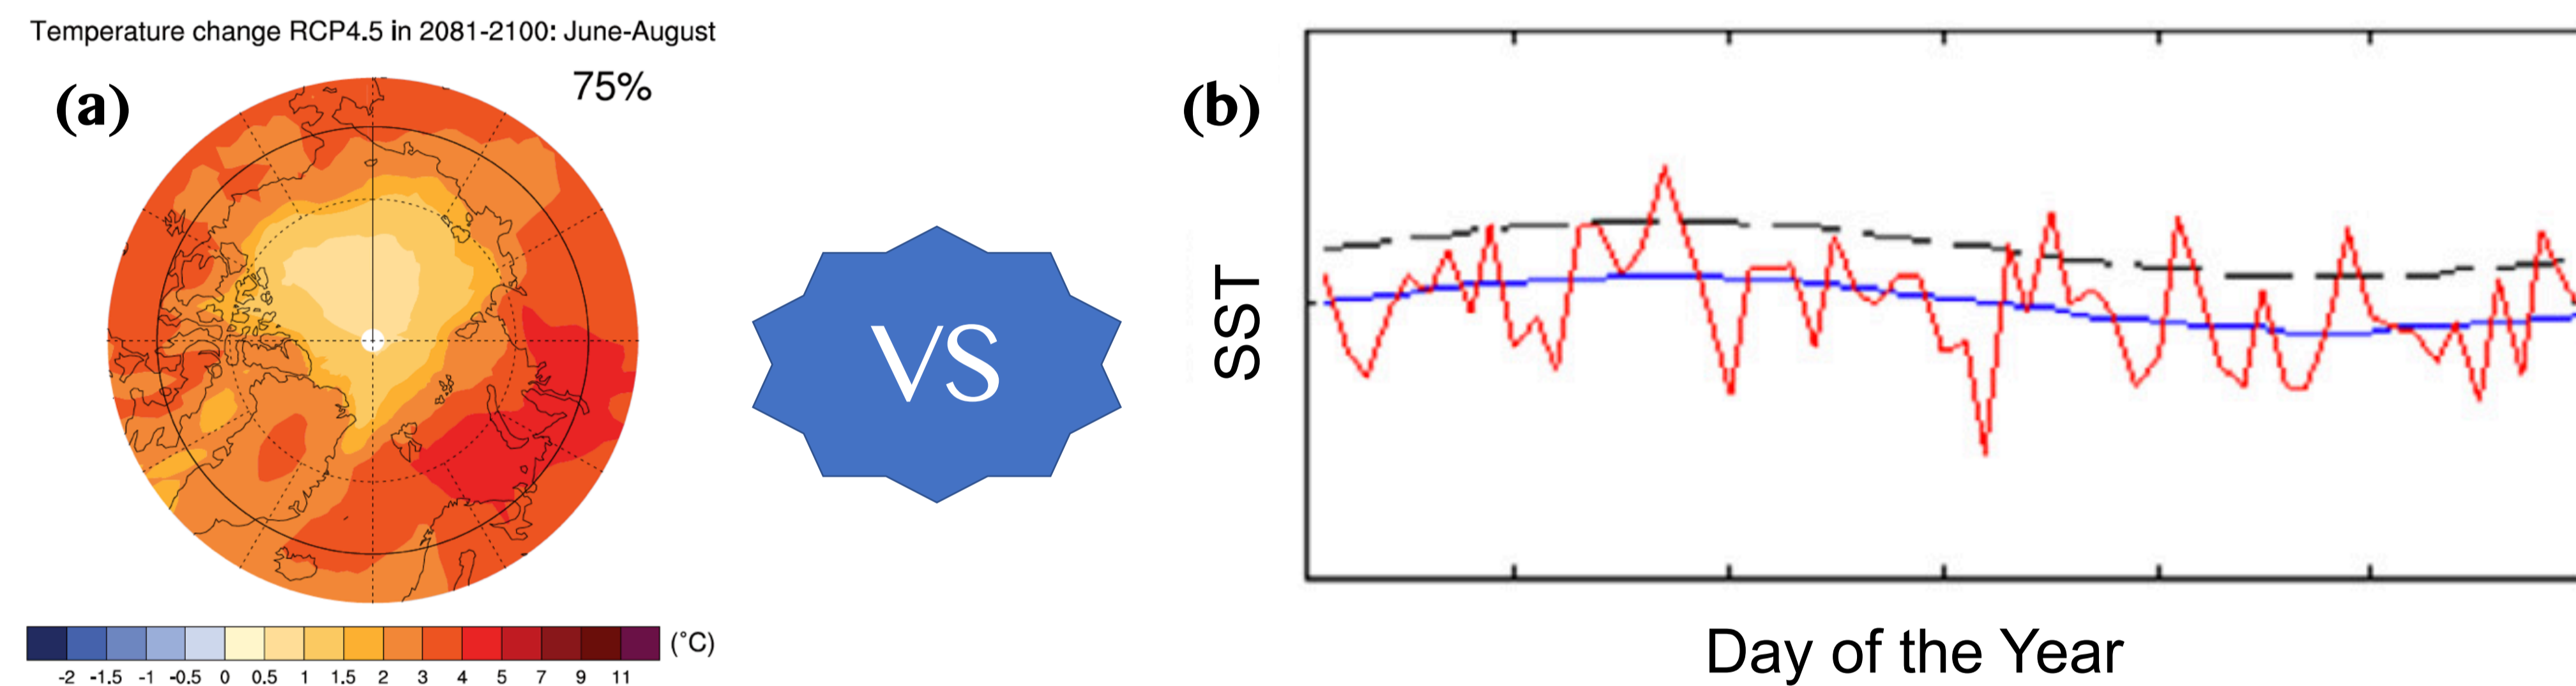 Temperature change RCP4.5 in 2081-2100: June-August
(a)
75%
-2 -1.5 -1 -0.5 0 0.5 1 1.5 2 3 4 5 7 9 11
(°C)
VS
(b)
SST
Day of the Year